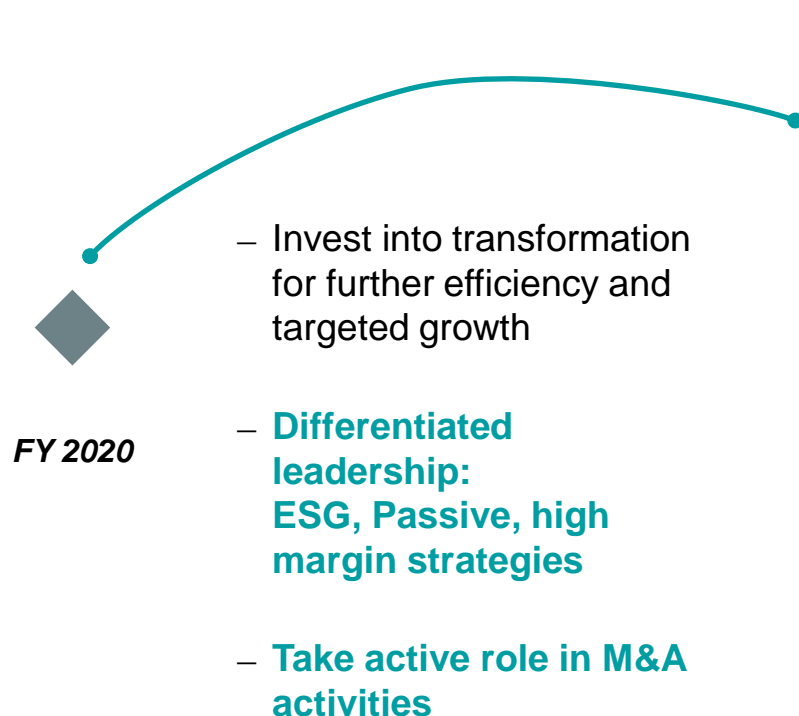 – Invest into transformation
for further efficiency and
targeted growth
FY 2020
– Differentiated
leadership:
ESG, Passive, high
margin strategies
– Take active role in M&A
activities